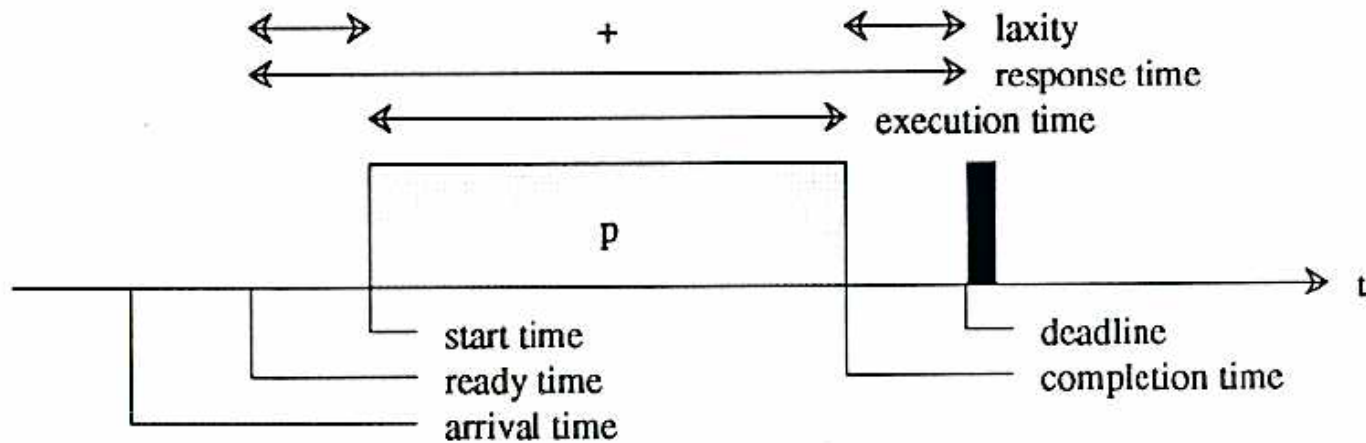 + laxity
response time
execution time
p
t
start time
deadline
ready time
completion time
arrival time